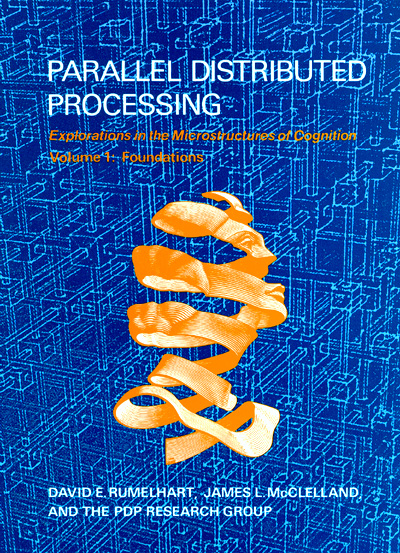 PARALLEL DISTRIBUTED
PROCESSING
Explorations in the Microstructures of Cognition
Volume 1: Foundations
DAVID E. RUMELHART, JAMES L. McCLELLAND,
AND THE PDP RESEARCH GROUP